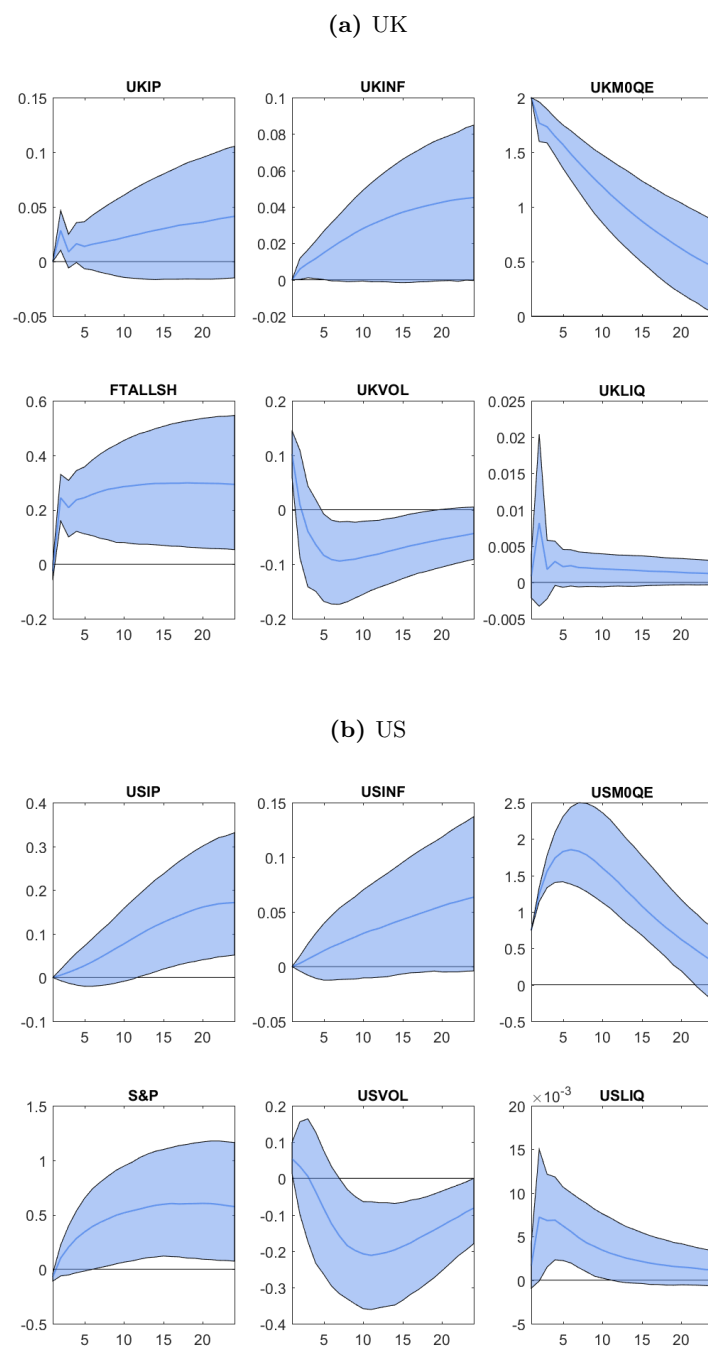 (a) UK
UKIP
UKINF
UKM0QE
0.15
0.1
0.05
0
-0.05
5 10 15 20
0.1
0.08
0.06
0.04
0.02
0
-0.02
5 10 15 20
2
1.5
1
0.5
0
5 10 15 20
FTALLSH
UKVOL
UKLIQ
0.6
0.4
0.2
0
-0.2
5 10 15 20
0.2
0.1
0
-0.1
-0.2
5 10 15 20
0.025
0.02
0.015
0.01
0.005
0
-0.005
5 10 15 20
(b) US
USIP
USINF
USM0QE
0.4
0.3
0.2
0.1
0
-0.1
5 10 15 20
0.15
0.1
0.05
0
-0.05
5 10 15 20
2.5
2
1.5
1
0.5
0
-0.5
5 10 15 20
S&P
USVOL
USLIQ
1.5
1
0.5
0
-0.5
5 10 15 20
0.2
0.1
0
-0.1
-0.2
-0.3
-0.4
5 10 15 20
×10⁻³
20
15
10
5
0
-5
5 10 15 20